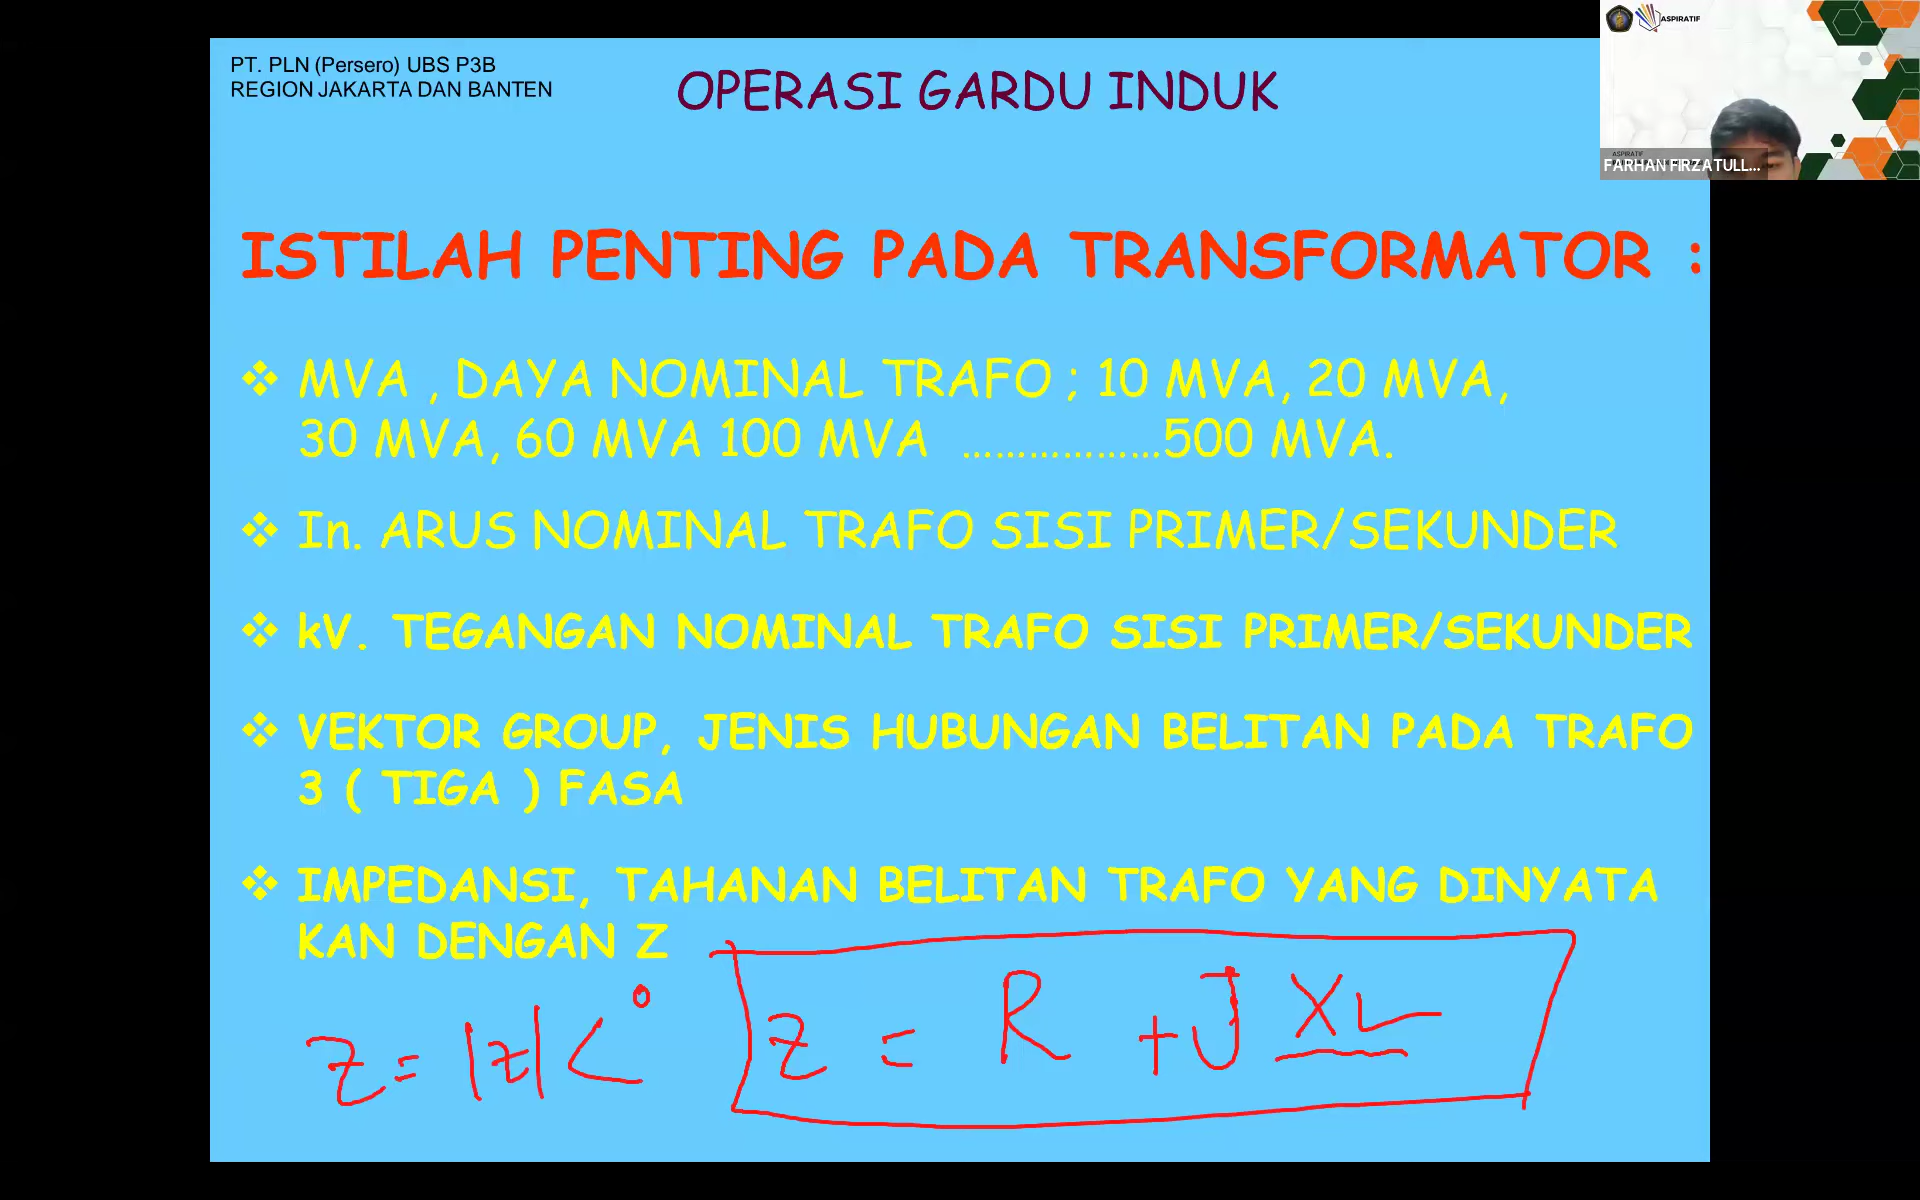 PT. PLN (Persero) UBS P3B
REGION JAKARTA DAN BANTEN
OPERASI GARDU INDUK
ASPIRATIF
ASPIRATIF
FARHAN FIRZATULL...
ISTILAH PENTING PADA TRANSFORMATOR :
❖ MVA , DAYA NOMINAL TRAFO ; 10 MVA, 20 MVA,
30 MVA, 60 MVA 100 MVA ………………500 MVA.
❖ In. ARUS NOMINAL TRAFO SISI PRIMER/SEKUNDER
❖ kV. TEGANGAN NOMINAL TRAFO SISI PRIMER/SEKUNDER
❖ VEKTOR GROUP, JENIS HUBUNGAN BELITAN PADA TRAFO
3 ( TIGA ) FASA
❖ IMPEDANSI, TAHANAN BELITAN TRAFO YANG DINYATA
KAN DENGAN Z
Z = |Z| ∠°
Z = R + J XL